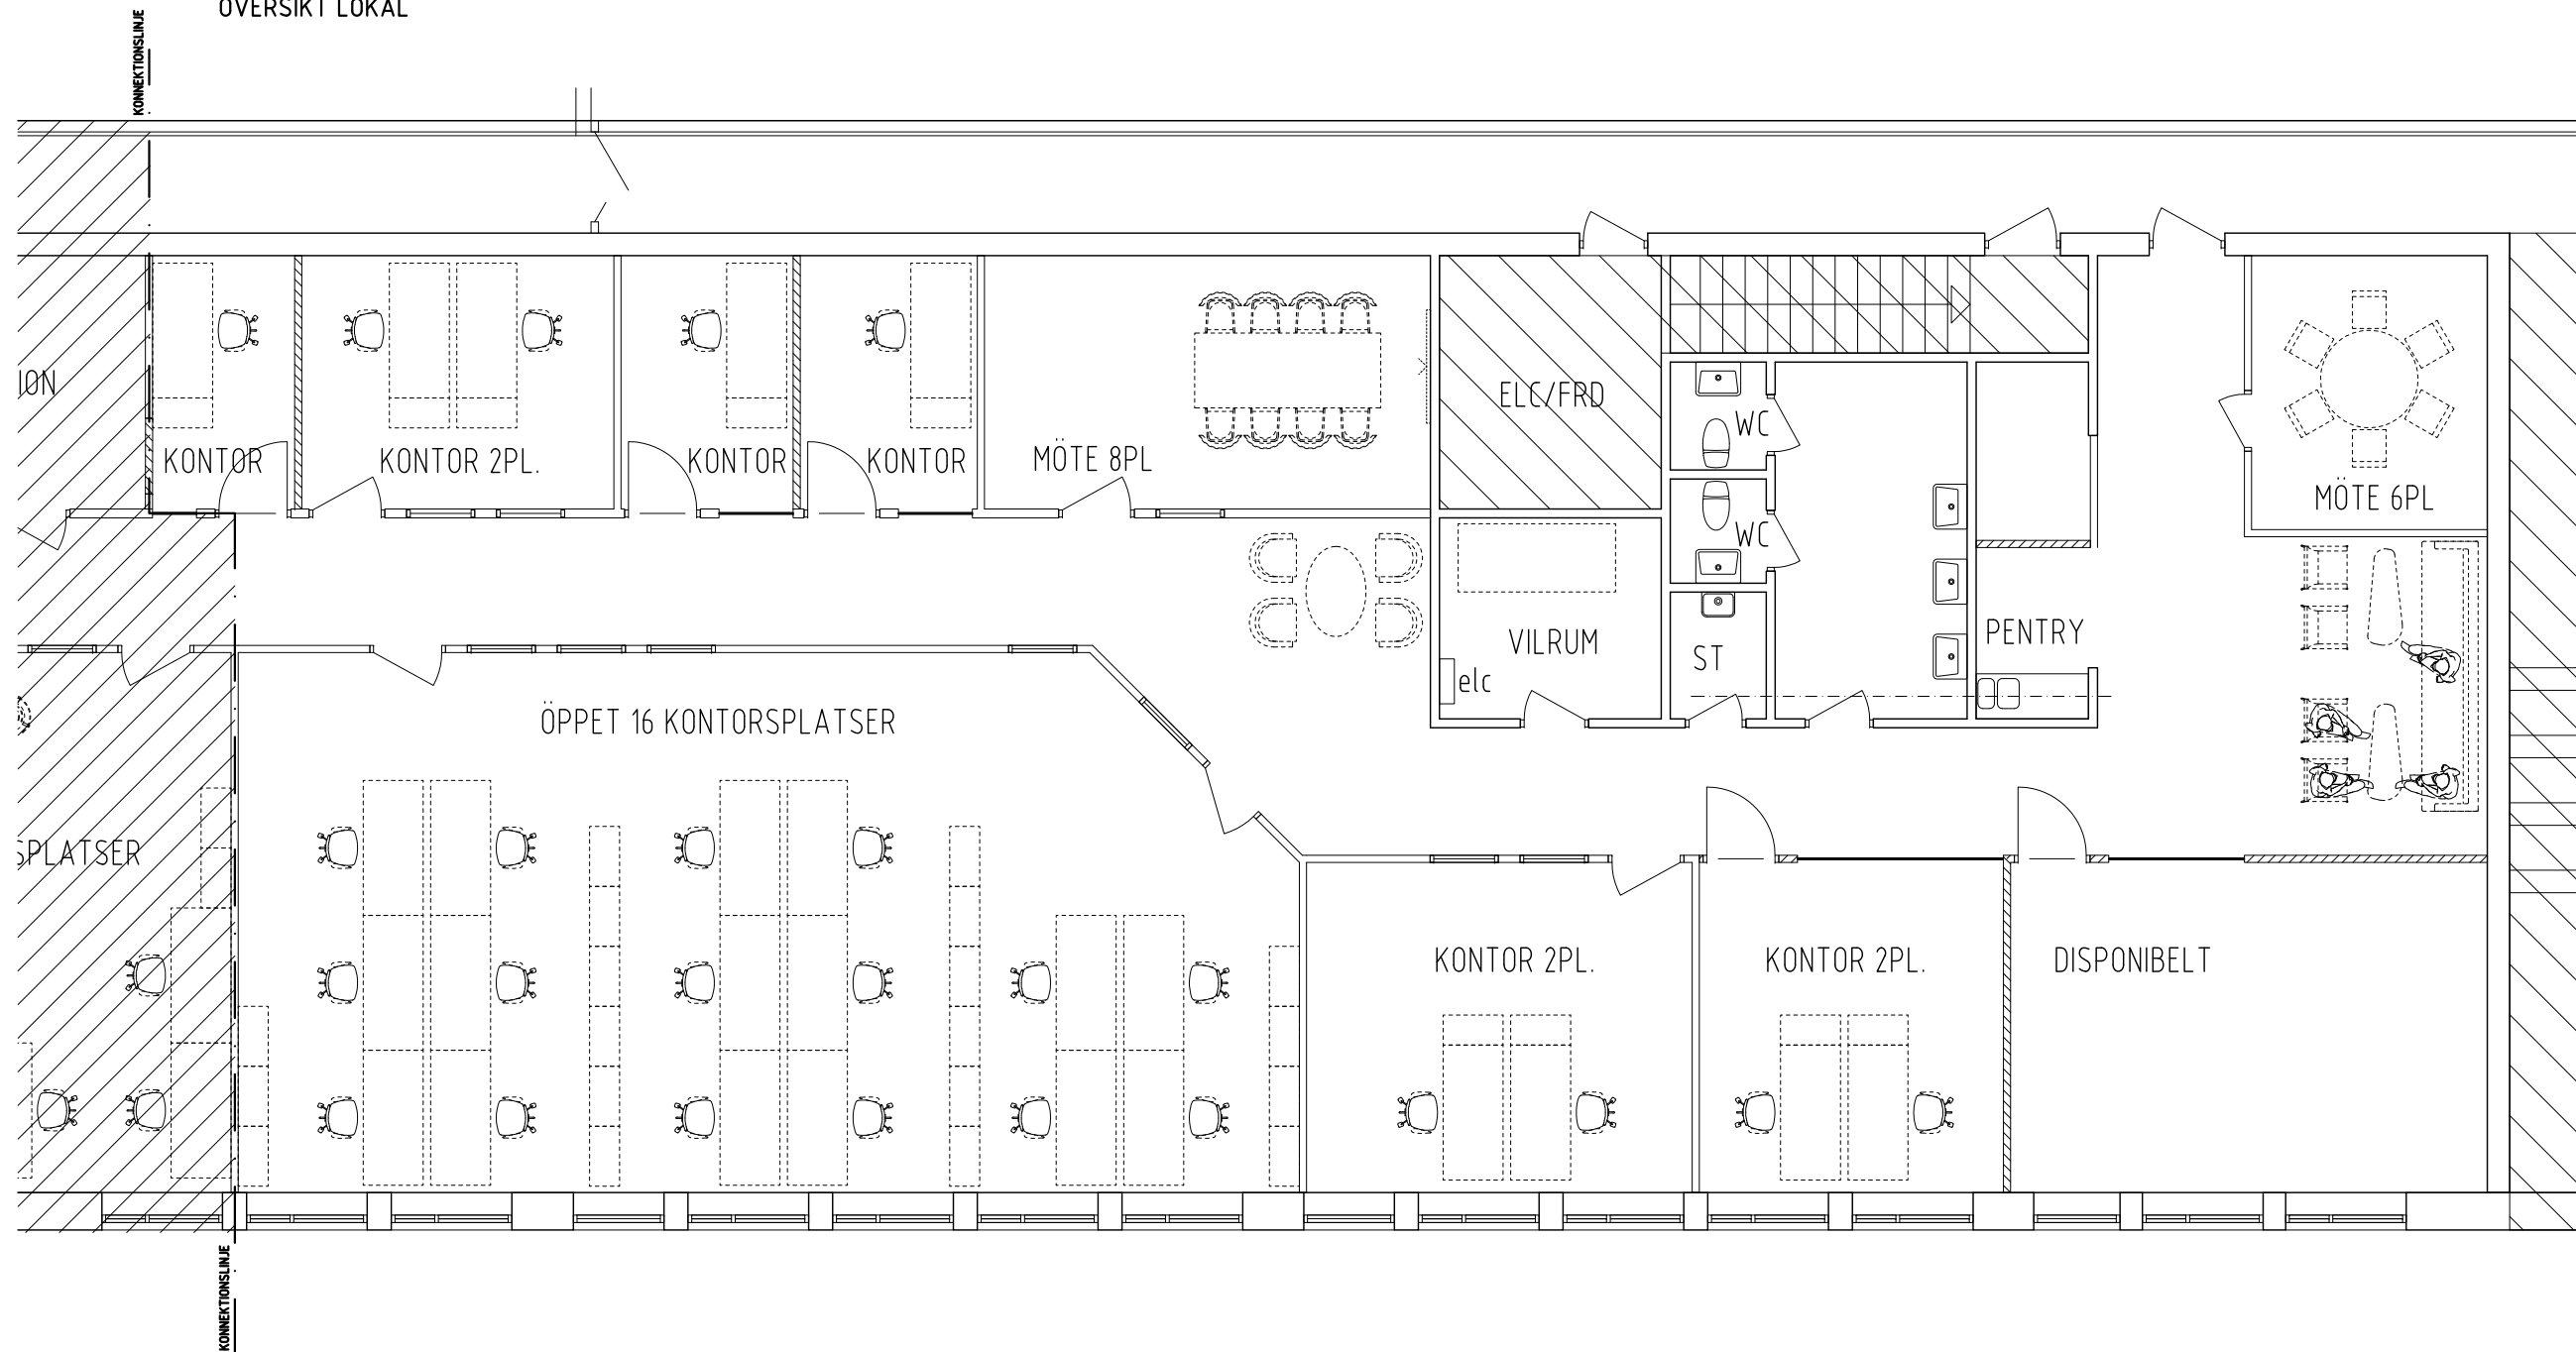 ÖVERSIKT LOKAL
KONNEKTIONSLINJE
ION
ELC/FRD
WC
KONTOR
KONTOR 2PL.
KONTOR
KONTOR
MÖTE 8PL
MÖTE 6PL
WC
VILRUM
PENTRY
ST
elc
ÖPPET 16 KONTORSPLATSER
SPLATSER
KONTOR 2PL.
KONTOR 2PL.
DISPONIBELT
KONNEKTIONSLINJE